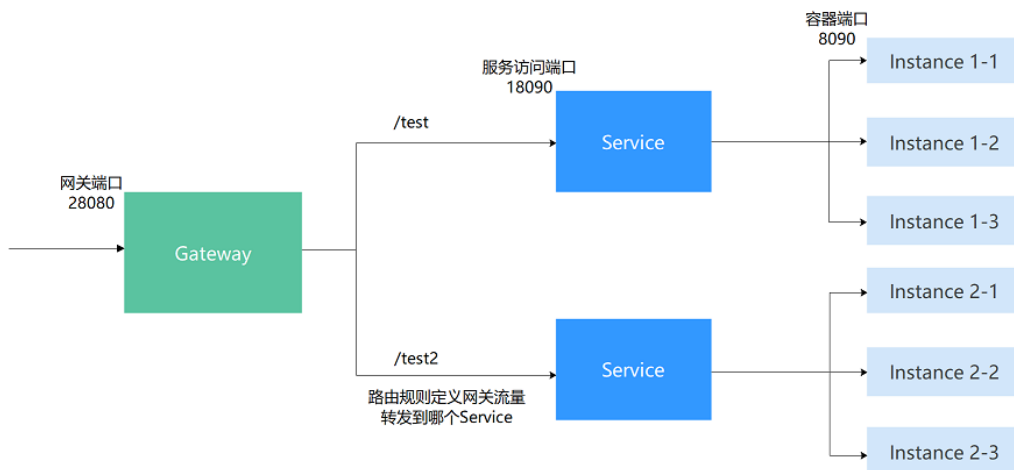 容器端口
8090
Instance 1-1
服务访问端口
18090
/test
Service
Instance 1-2
网关端口
28080
Instance 1-3
Gateway
Instance 2-1
/test2
Service
Instance 2-2
路由规则定义网关流量
转发到哪个Service
Instance 2-3